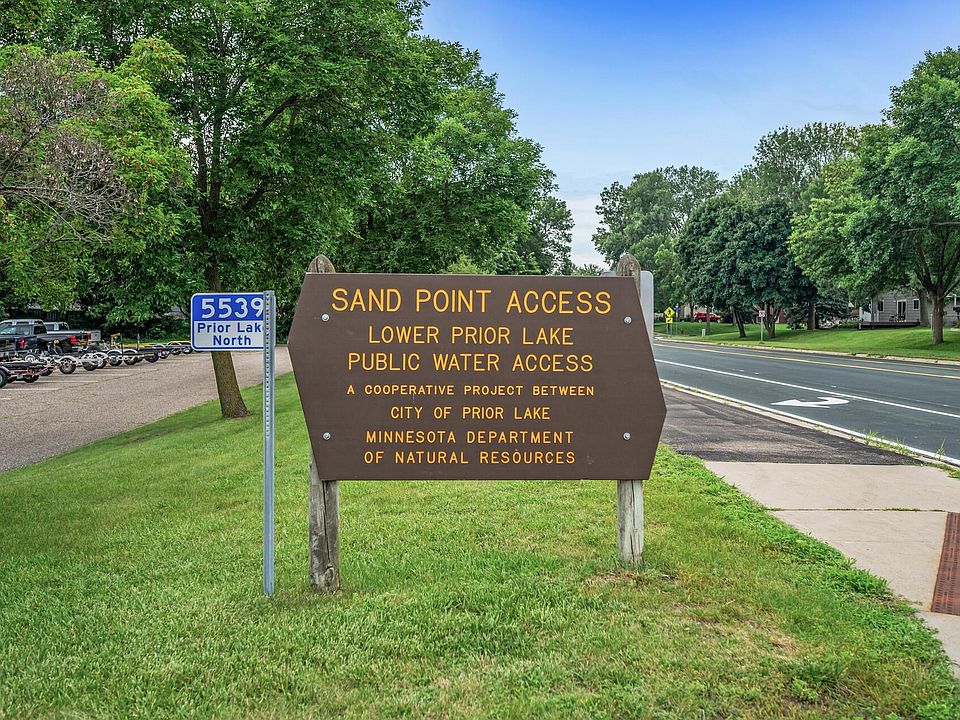 5539
Prior Lake
North
SAND POINT ACCESS
LOWER PRIOR LAKE
PUBLIC WATER ACCESS
A COOPERATIVE PROJECT BETWEEN
CITY OF PRIOR LAKE
MINNESOTA DEPARTMENT
OF NATURAL RESOURCES